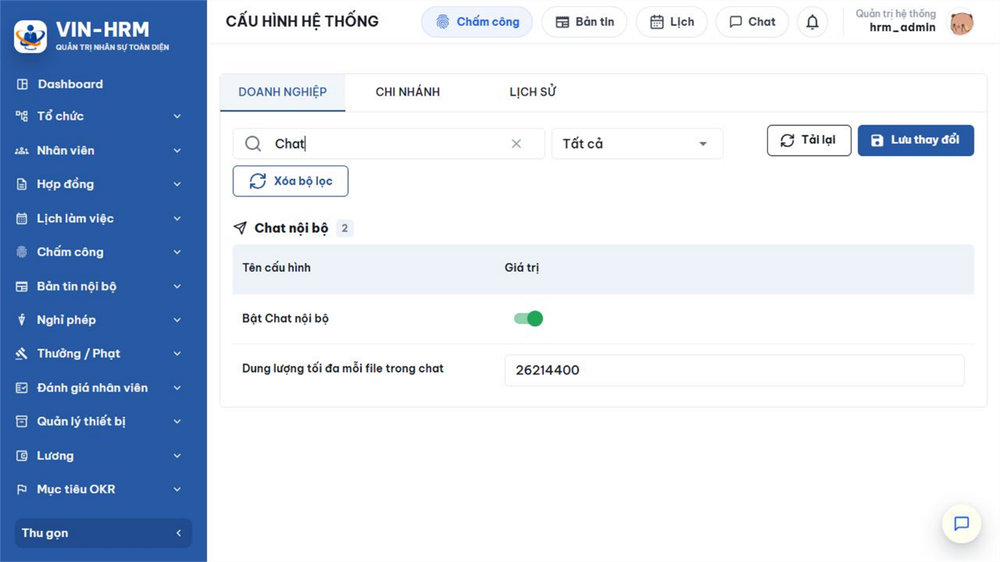 VIN-HRM
QUẢN TRỊ NHÂN SỰ TOÀN DIỆN
Dashboard
Tổ chức
Nhân viên
Hợp đồng
Lịch làm việc
Chấm công
Bản tin nội bộ
Nghỉ phép
Thưởng / Phạt
Đánh giá nhân viên
Quản lý thiết bị
Lương
Mục tiêu OKR
Thu gọn
CẤU HÌNH HỆ THỐNG
Chấm công
Bản tin
Lịch
Chat
Quản trị hệ thống
hrm_admin
DOANH NGHIỆP
CHI NHÁNH
LỊCH SỬ
Chat
Tất cả
Tải lại
Lưu thay đổi
Xóa bộ lọc
Chat nội bộ 2
Tên cấu hình
Giá trị
Bật Chat nội bộ
Dung lượng tối đa mỗi file trong chat
26214400